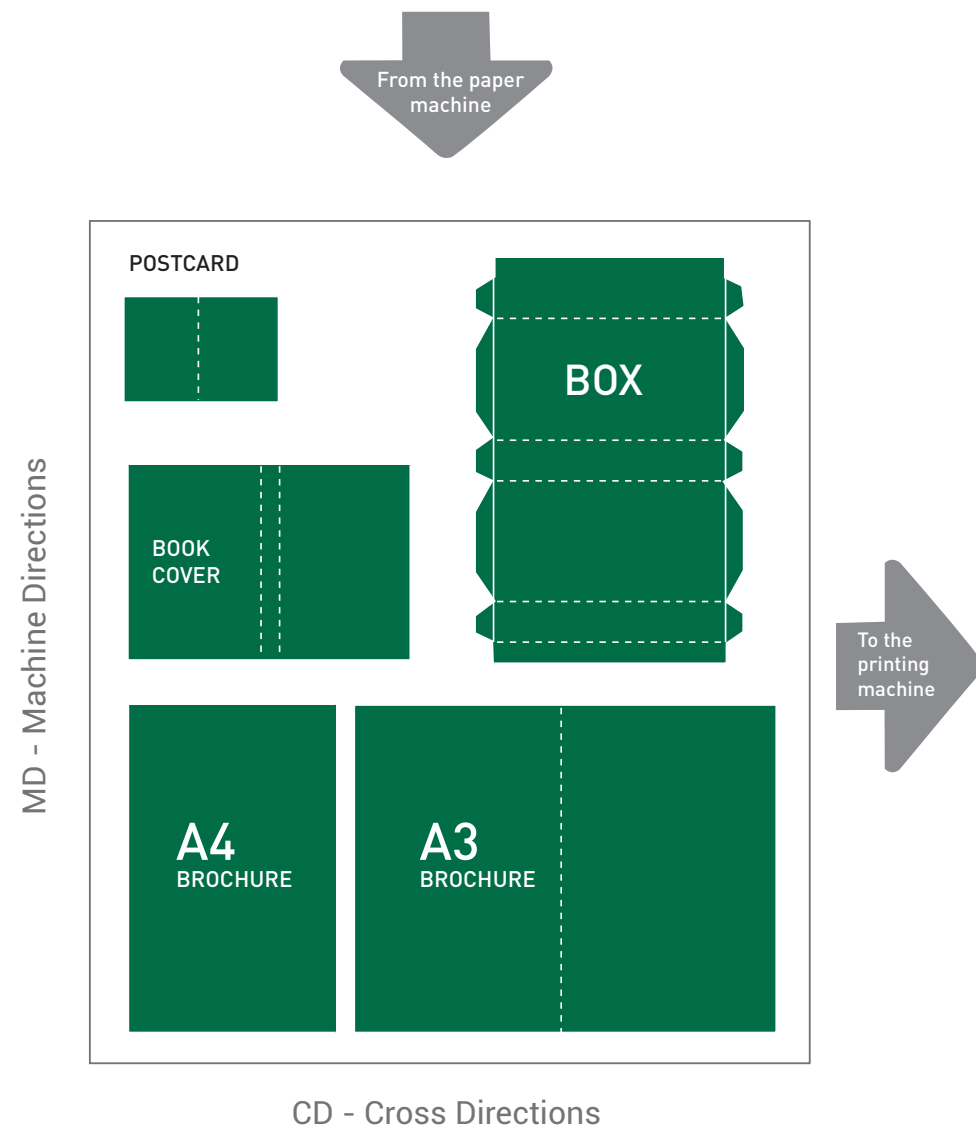 From the paper
machine
POSTCARD
BOX
BOOK
COVER
MD - Machine Directions
To the
printing
machine
A4
BROCHURE
A3
BROCHURE
CD - Cross Directions